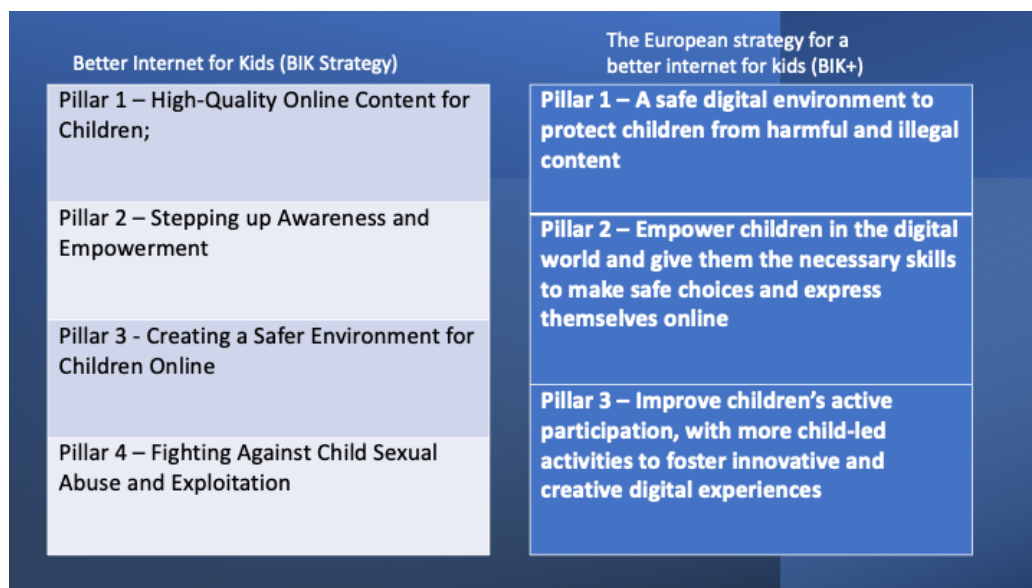 Better Internet for Kids (BIK Strategy)
Pillar 1 – High-Quality Online Content for
Children;
Pillar 2 – Stepping up Awareness and
Empowerment
Pillar 3 - Creating a Safer Environment for
Children Online
Pillar 4 – Fighting Against Child Sexual
Abuse and Exploitation
The European strategy for a
better internet for kids (BIK+)
Pillar 1 – A safe digital environment to
protect children from harmful and illegal
content
Pillar 2 – Empower children in the digital
world and give them the necessary skills
to make safe choices and express
themselves online
Pillar 3 – Improve children’s active
participation, with more child-led
activities to foster innovative and
creative digital experiences